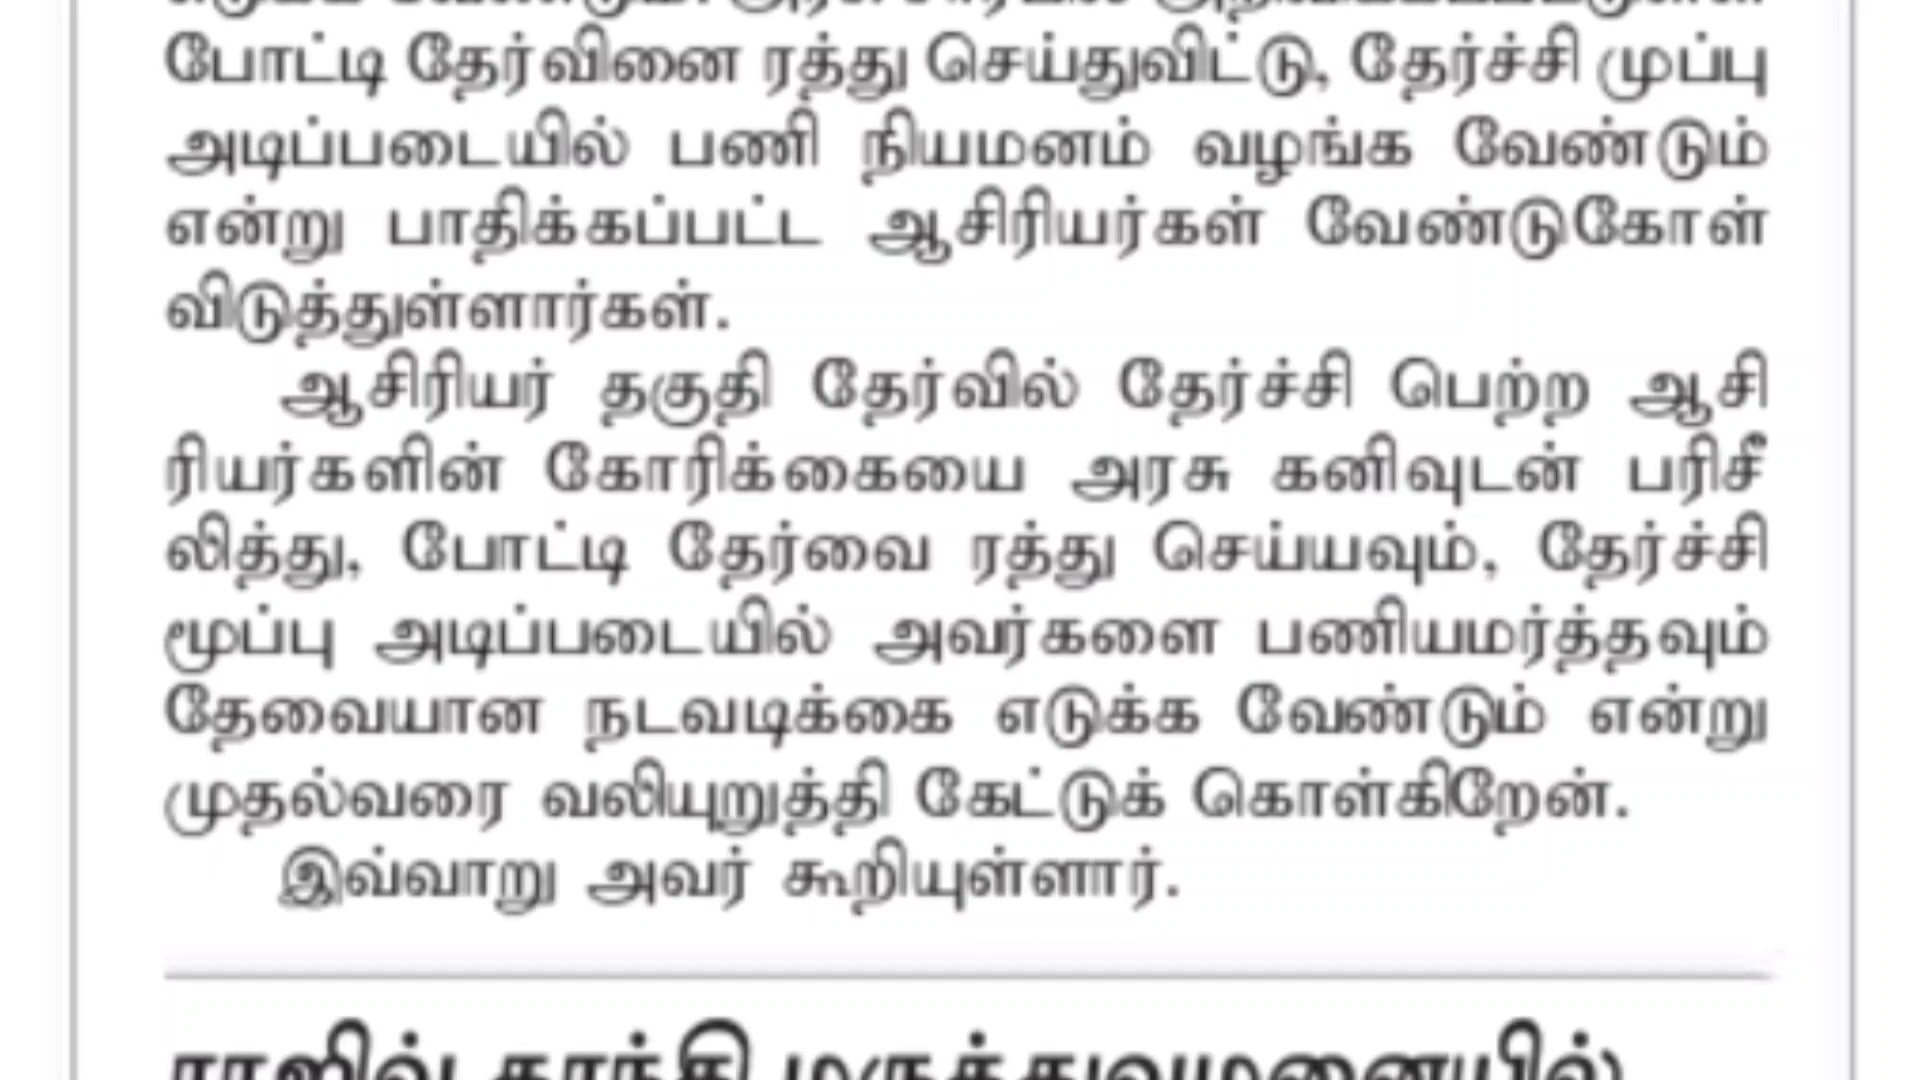 போட்டி தேர்வினை ரத்து செய்துவிட்டு, தேர்ச்சி முப்பு
அடிப்படையில் பணி நியமனம் வழங்க வேண்டும்
என்று பாதிக்கப்பட்ட ஆசிரியர்கள் வேண்டுகோள்
விடுத்துள்ளார்கள்.
ஆசிரியர் தகுதி தேர்வில் தேர்ச்சி பெற்ற ஆசி
ரியர்களின் கோரிக்கையை அரசு கனிவுடன் பரிசீ
லித்து, போட்டி தேர்வை ரத்து செய்யவும், தேர்ச்சி
மூப்பு அடிப்படையில் அவர்களை பணியமர்த்தவும்
தேவையான நடவடிக்கை எடுக்க வேண்டும் என்று
முதல்வரை வலியுறுத்தி கேட்டுக் கொள்கிறேன்.
இவ்வாறு அவர் கூறியுள்ளார்.
ராஜிவ் காந்தி மருத்துவமனையில்